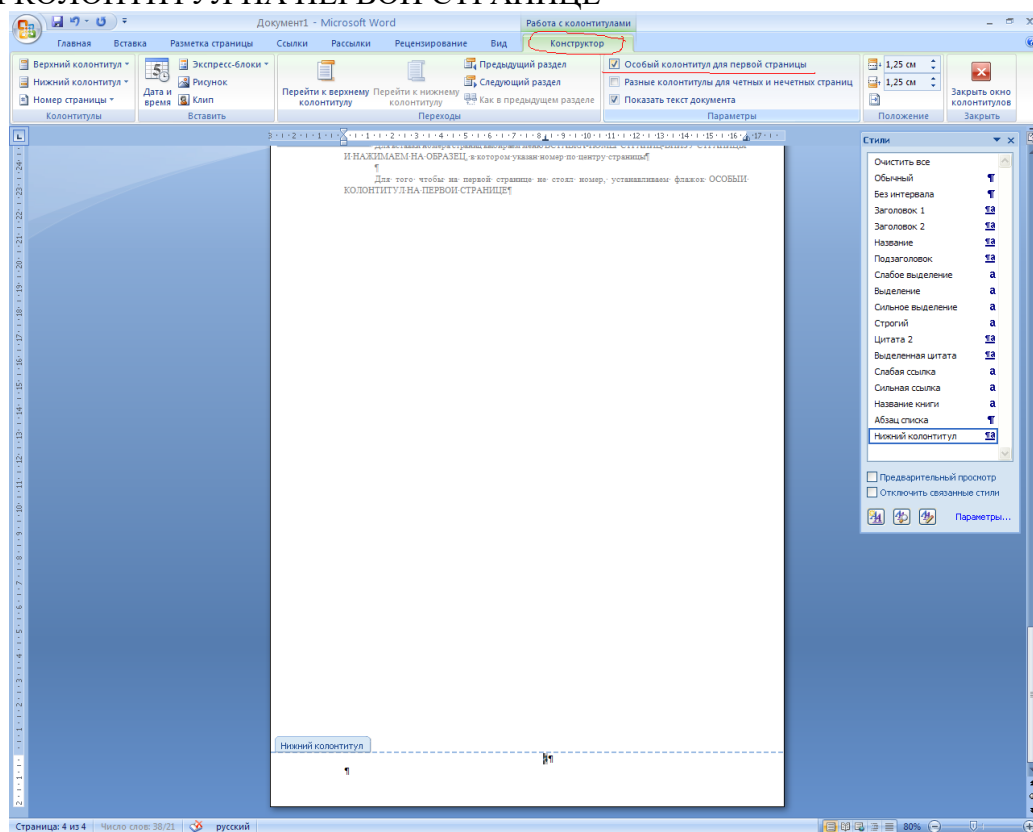 КОЛОНТИТУЛ НА ПЕРВОЙ СТРАНИЦЕ
Документ1 - Microsoft Word
Работа с колонтитулами
Главная Вставка Разметка страницы Ссылки Рассылки Рецензирование Вид Конструктор
Верхний колонтитул
Нижний колонтитул
Номер страницы
Колонтитулы
Дата и время
Экспресс-блоки
Рисунок
Клип
Вставить
Перейти к верхнему колонтитулу
Перейти к нижнему колонтитулу
Предыдущий раздел
Следующий раздел
Как в предыдущем разделе
Переходы
Особый колонтитул для первой страницы
Разные колонтитулы для четных и нечетных страниц
Показать текст документа
Параметры
1,25 см
1,25 см
Положение
Закрыть окно колонтитулов
Закрыть
И·НАЖИМАЕМ·НА·ОБРАЗЕЦ,·в·котором·указан·номер·по·центру·страницы¶
¶
Для· того· чтобы· на· первой· странице· не· стоял· номер,· устанавливаем· флажок· ОСОБЫЙ·
КОЛОНТИТУЛ·НА·ПЕРВОЙ·СТРАНИЦЕ¶
Стили
Очистить все
Обычный ¶
Без интервала ¶
Заголовок 1 ¶a
Заголовок 2 ¶a
Название ¶a
Подзаголовок ¶a
Слабое выделение a
Выделение a
Сильное выделение a
Строгий a
Цитата 2 ¶a
Выделенная цитата ¶a
Слабая ссылка a
Сильная ссылка a
Название книги a
Абзац списка ¶
Нижний колонтитул ¶a
Предварительный просмотр
Отключить связанные стили
Параметры...
Нижний колонтитул
¶
Страница: 4 из 4 Число слов: 38/21 русский 80%